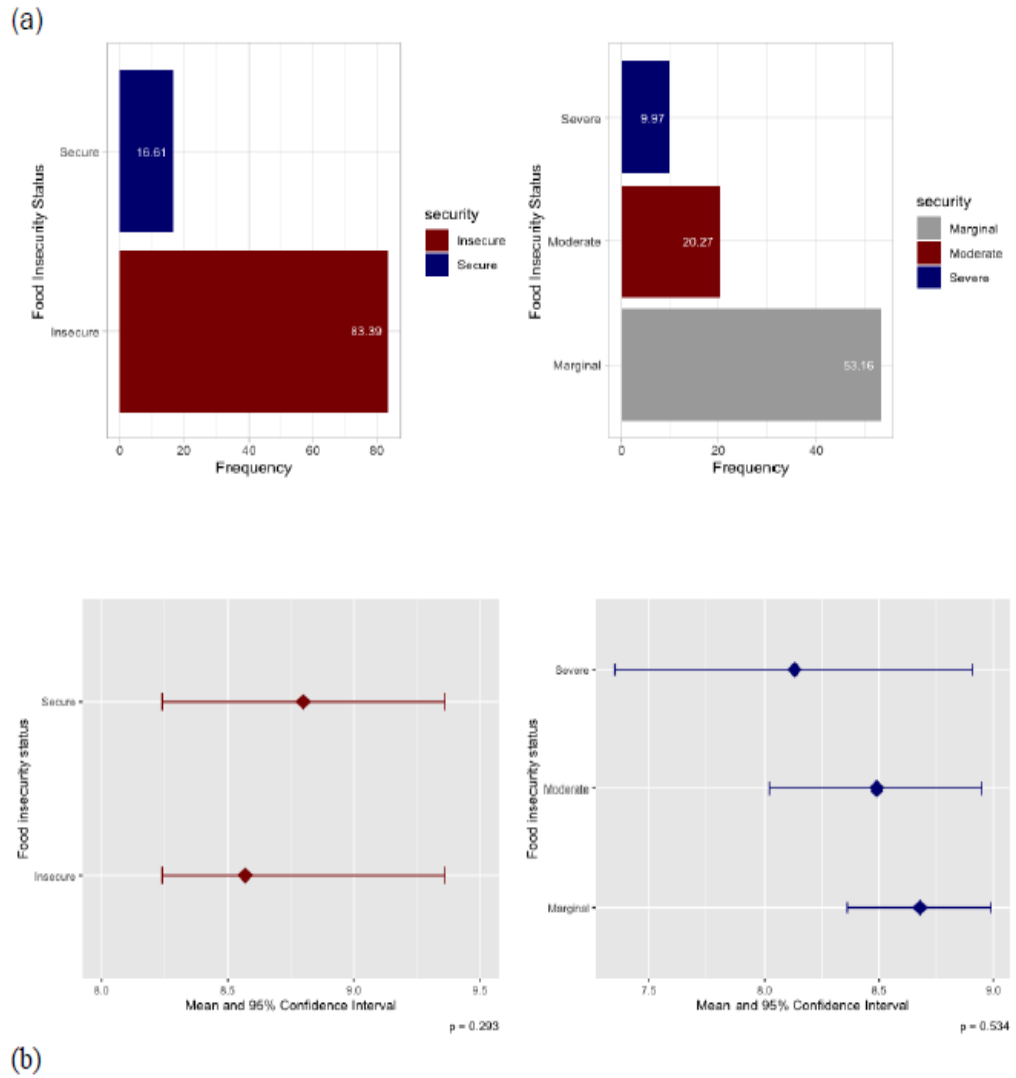 (a)
Food Insecurity Status
Secure
Insecure
16.61
83.39
0 20 40 60 80
Frequency
security
Insecure
Secure
Food Insecurity Status
Severe
Moderate
Marginal
9.97
20.27
53.16
0 20 40
Frequency
security
Marginal
Moderate
Severe
Food insecurity status
Secure
Insecure
8.0 8.5 9.0 9.5
Mean and 95% Confidence Interval
p = 0.293
Food insecurity status
Severe
Moderate
Marginal
7.5 8.0 8.5 9.0
Mean and 95% Confidence Interval
p = 0.534
(b)